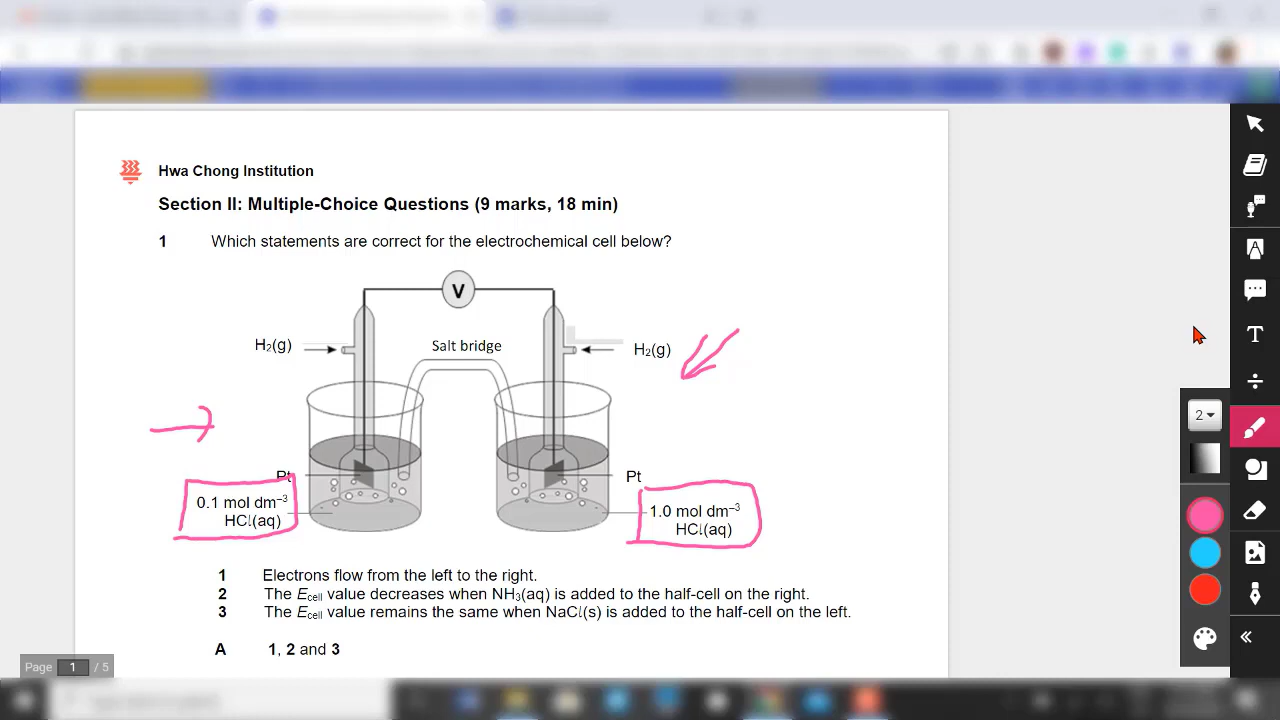 Hwa Chong Institution
Section II: Multiple-Choice Questions (9 marks, 18 min)
1 Which statements are correct for the electrochemical cell below?
V
H₂(g)
Salt bridge
H₂(g)
Pt
Pt
0.1 mol dm⁻³
HCl(aq)
1.0 mol dm⁻³
HCl(aq)
1 Electrons flow from the left to the right.
2 The Ecell value decreases when NH₃(aq) is added to the half-cell on the right.
3 The Ecell value remains the same when NaCl(s) is added to the half-cell on the left.
A 1, 2 and 3
Page 1 / 5
2
T